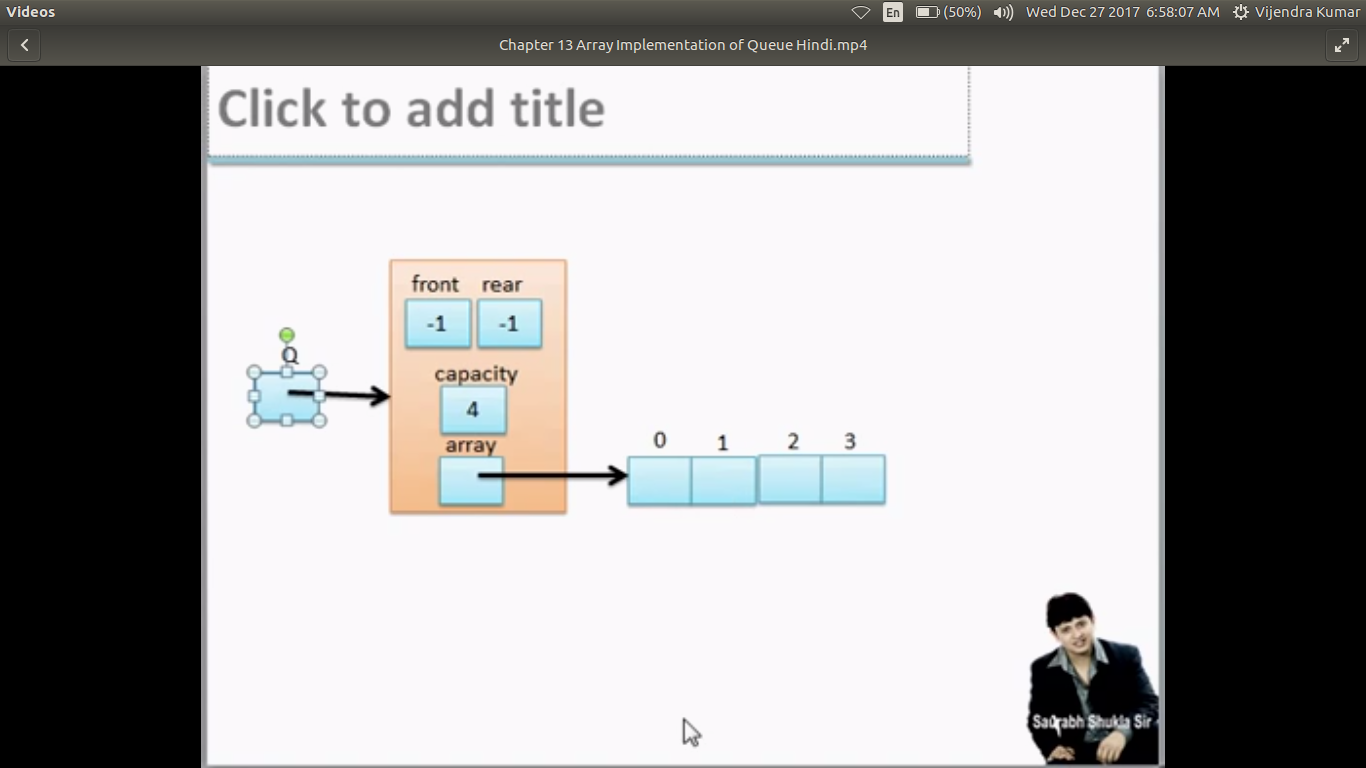 Videos
En
(50%)
Wed Dec 27 2017 6:58:07 AM
Vijendra Kumar
Chapter 13 Array Implementation of Queue Hindi.mp4
Click to add title
front rear
-1 -1
Q
capacity
4
array
0 1 2 3
Saurabh Shukla Sir